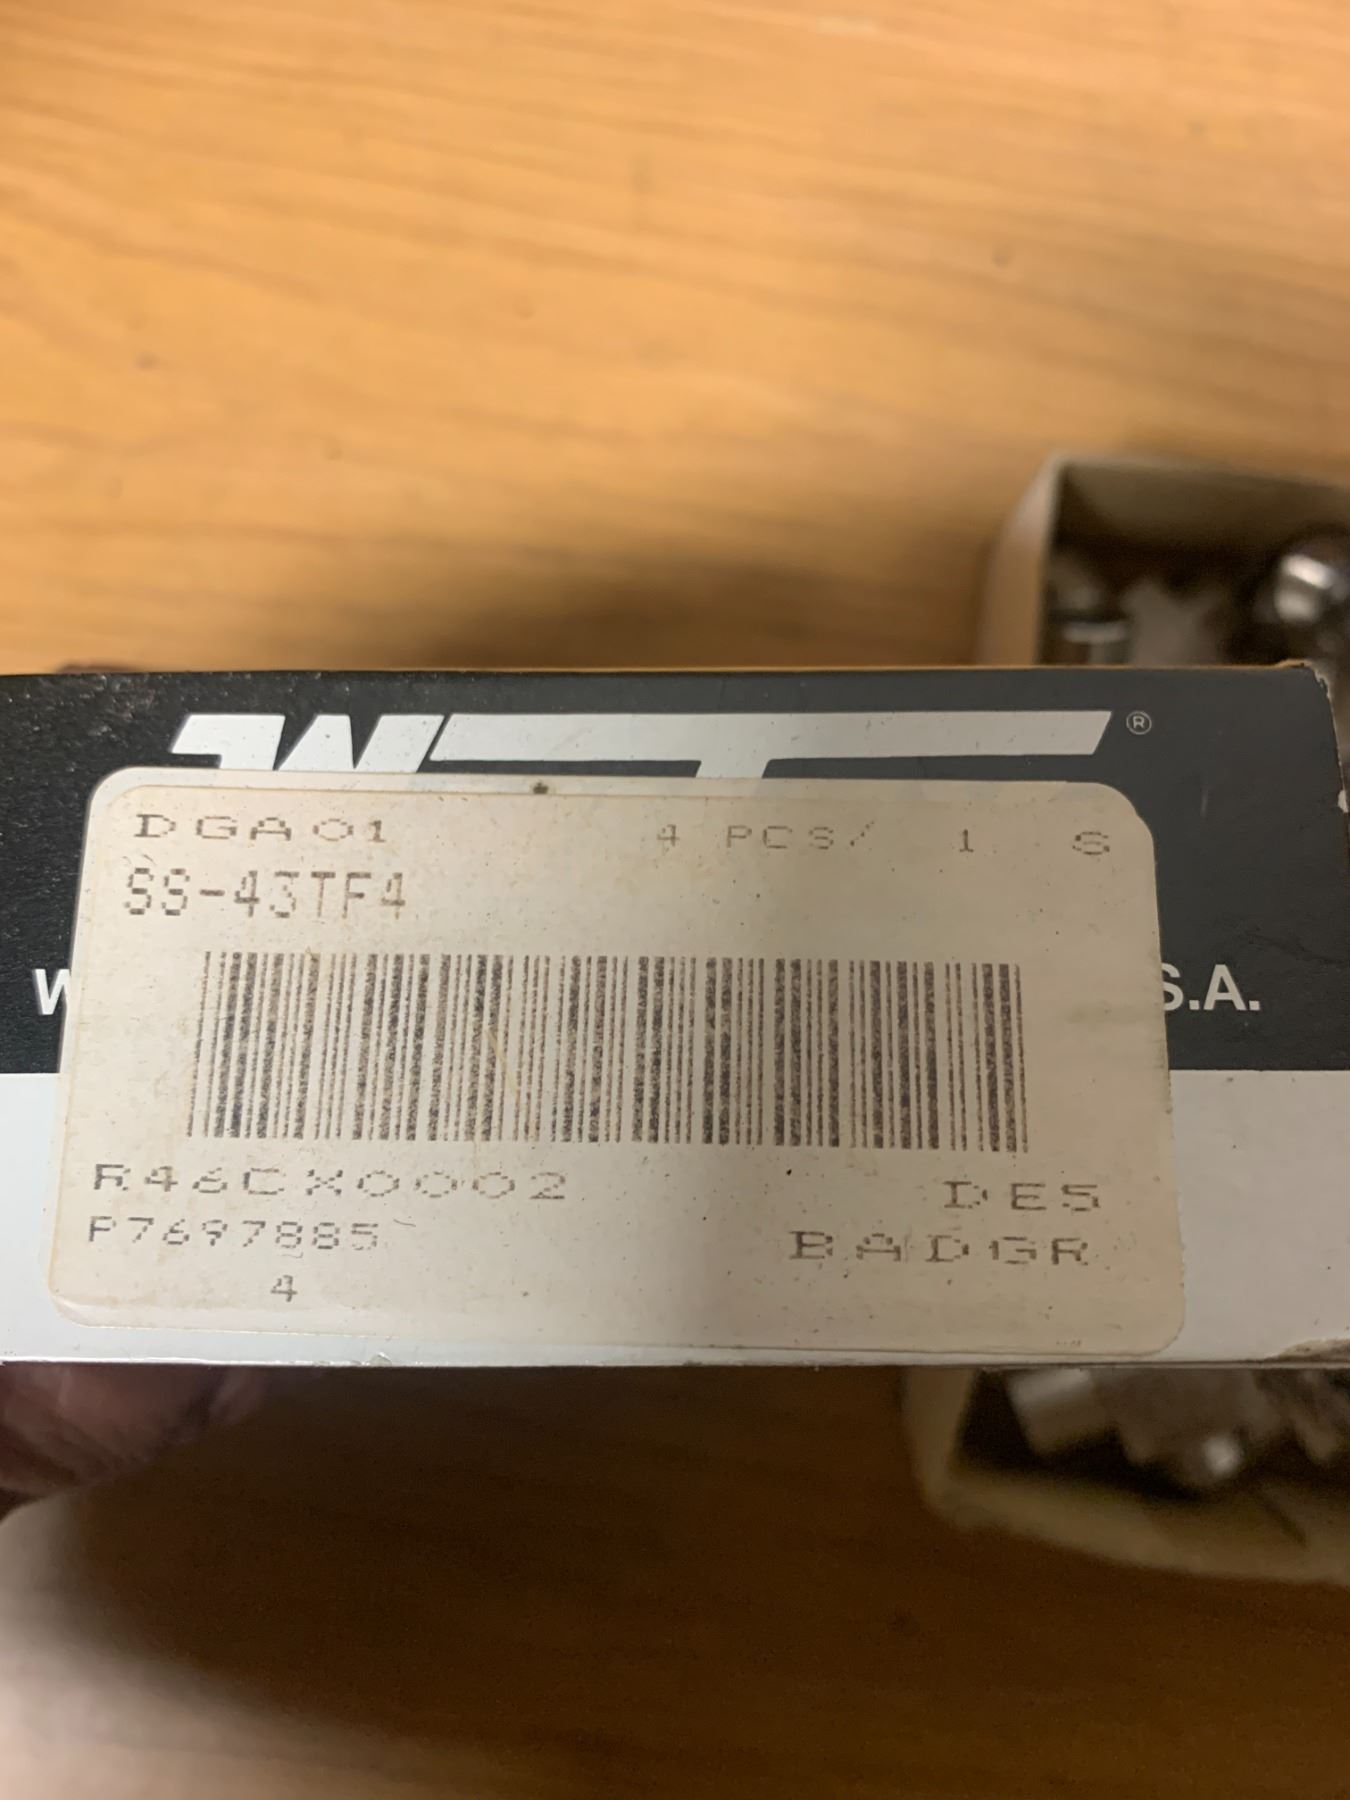 W ®
DGA01 4 PCS/ 1 S
SS-43TF4
S.A.
R46CX0002 DES
P7697885 BADGR
4